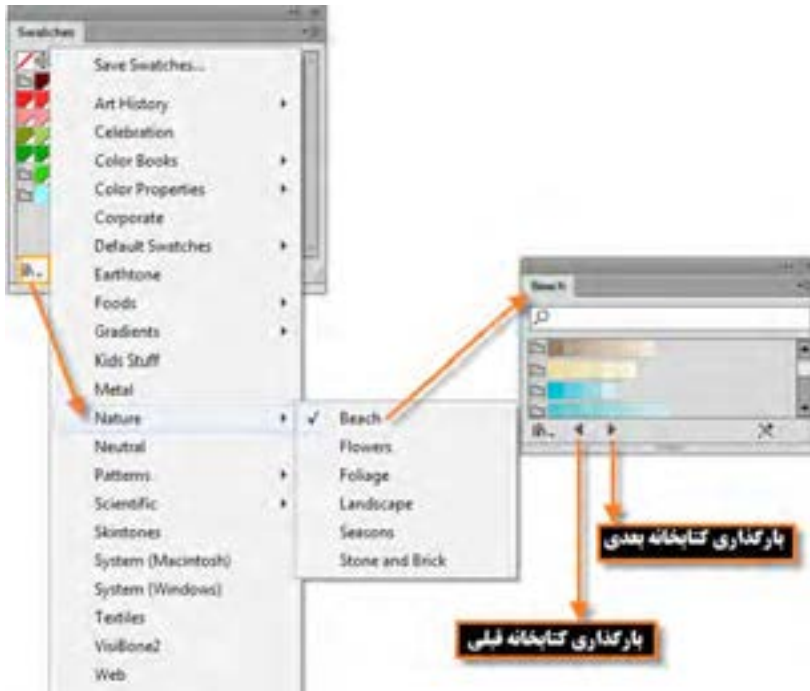 Swatches
Save Swatches...
Art History
Celebration
Color Books
Color Properties
Corporate
Default Swatches
Earthtone
Foods
Gradients
Kids Stuff
Metal
Nature
Neutral
Patterns
Scientific
Skintones
System (Macintosh)
System (Windows)
Textiles
VisiBone2
Web
Beach
Flowers
Foliage
Landscape
Seasons
Stone and Brick
Beach
بارگذاری کتابخانه بعدی
بارگذاری کتابخانه قبلی